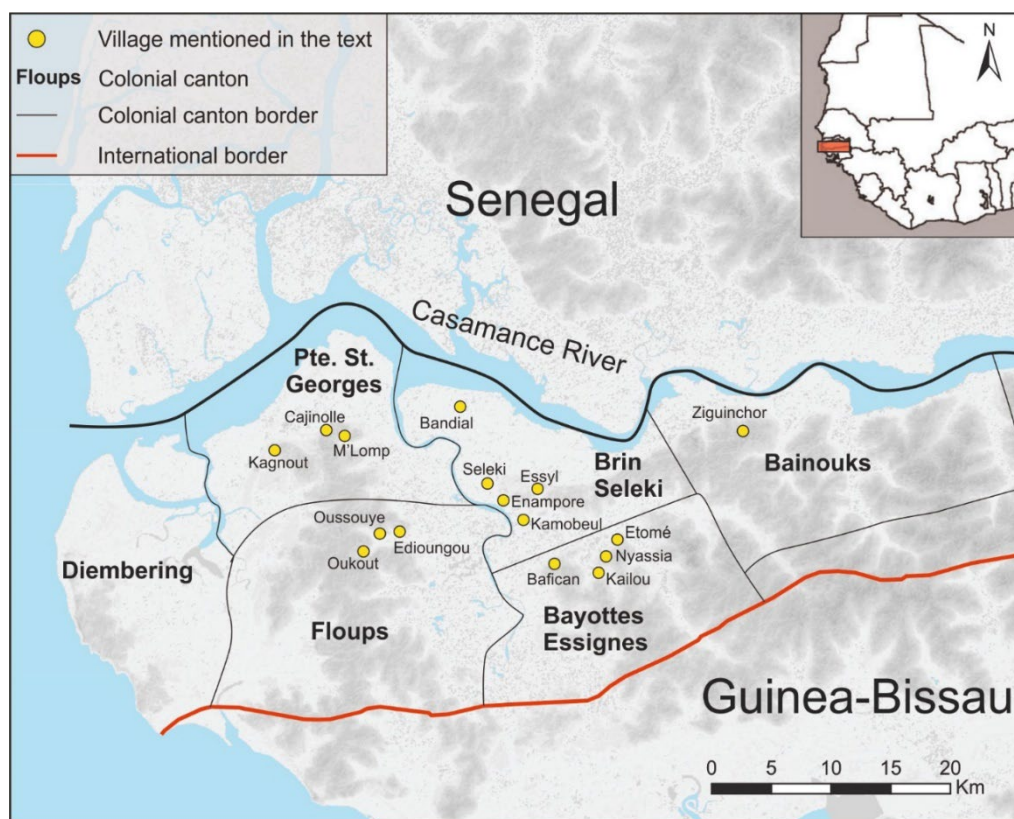 Village mentioned in the text
Floups Colonial canton
Colonial canton border
International border
N
Senegal
Casamance River
Pte. St.
Georges
Cajinolle
M'Lomp
Kagnout
Bandial
Ziguinchor
Bainouks
Brin
Seleki
Seleki
Essyl
Enampore
Kamobeul
Oussouye
Edioungou
Oukout
Etomé
Nyassia
Bafican
Kailou
Diembering
Floups
Bayottes
Essignes
Guinea-Bissau
0 5 10 15 20
Km